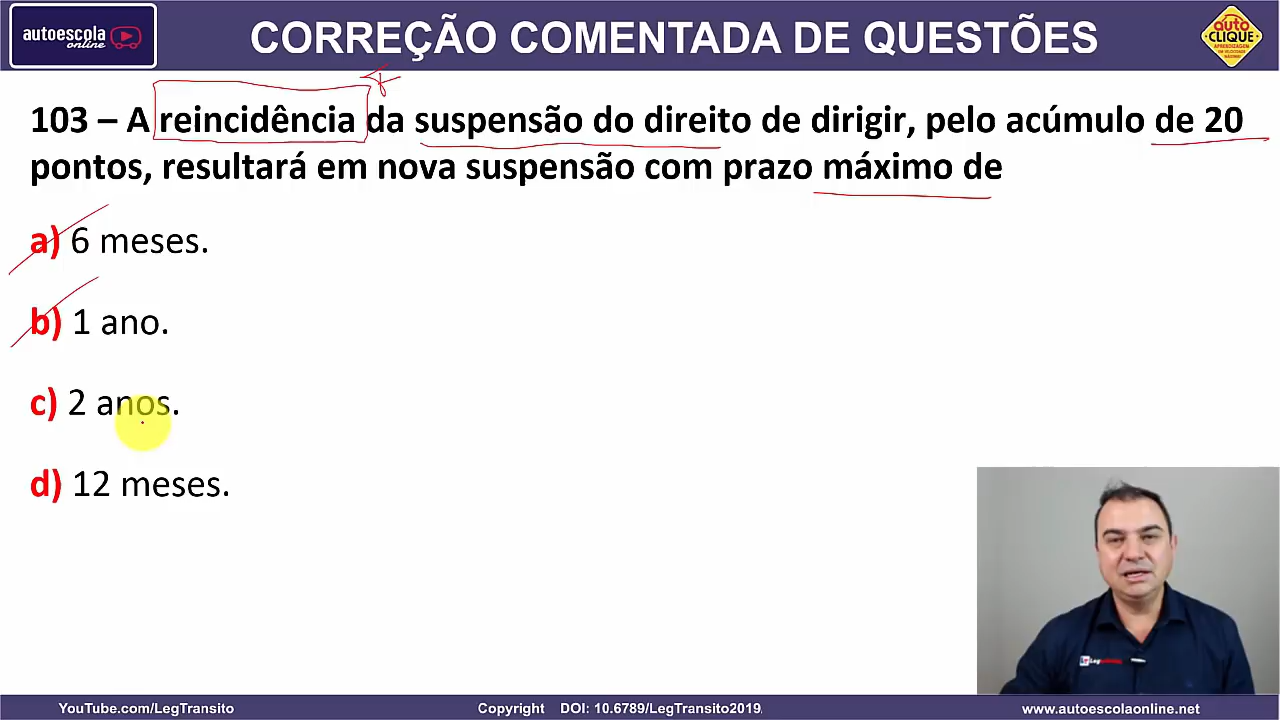 autoescola
online
CORREÇÃO COMENTADA DE QUESTÕES
auto
CLIQUE
103 – A reincidência da suspensão do direito de dirigir, pelo acúmulo de 20
pontos, resultará em nova suspensão com prazo máximo de
a) 6 meses.
b) 1 ano.
c) 2 anos.
d) 12 meses.
YouTube.com/LegTransito
Copyright DOI: 10.6789/LegTransito2019
www.autoescolaonline.net